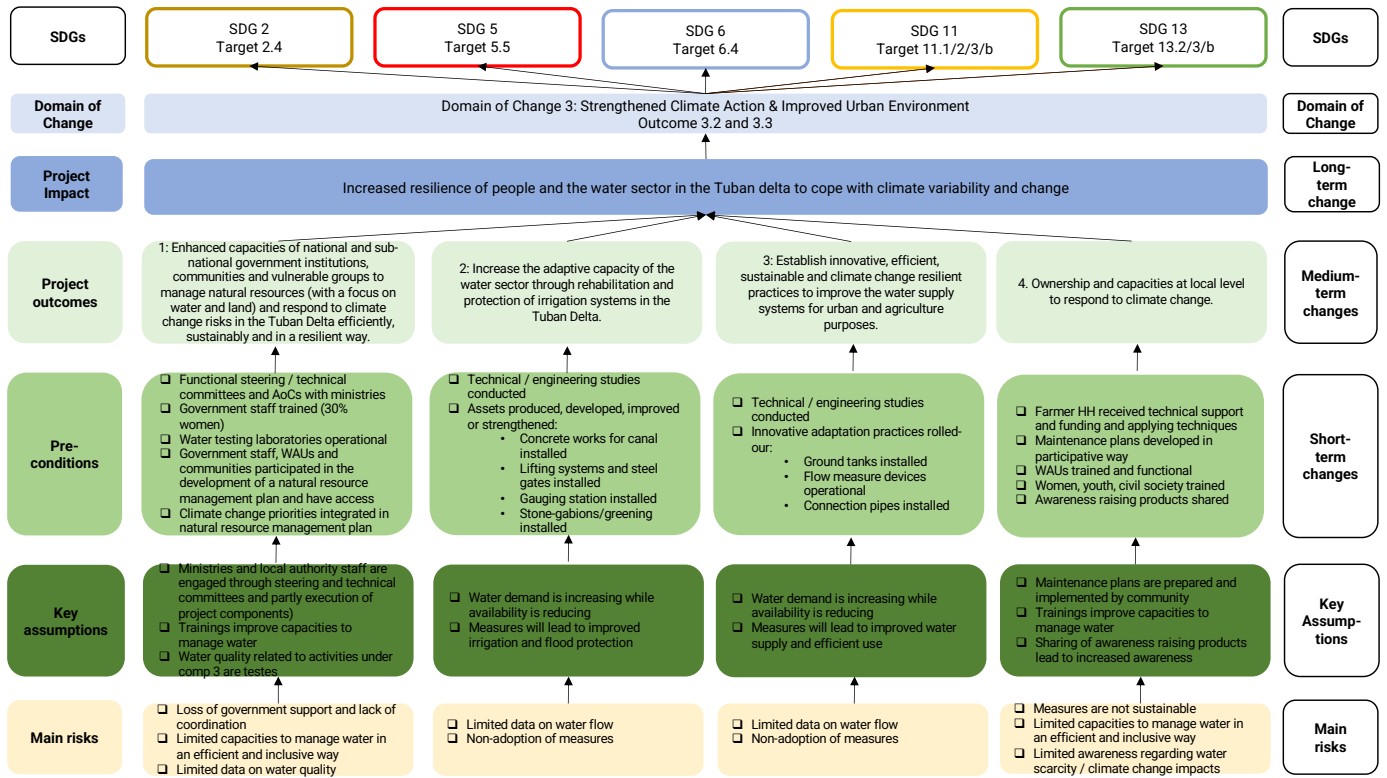 SDGs
SDG 2
Target 2.4
SDG 5
Target 5.5
SDG 6
Target 6.4
SDG 11
Target 11.1/2/3/b
SDG 13
Target 13.2/3/b
SDGs
Domain of
Change
Domain of Change 3: Strengthened Climate Action & Improved Urban Environment
Outcome 3.2 and 3.3
Domain of
Change
Project
Impact
Increased resilience of people and the water sector in the Tuban delta to cope with climate variability and change
Long-
term
change
Project
outcomes
1: Enhanced capacities of national and sub-
national government institutions,
communities and vulnerable groups to
manage natural resources (with a focus on
water and land) and respond to climate
change risks in the Tuban Delta efficiently,
sustainably and in a resilient way.
2: Increase the adaptive capacity of the
water sector through rehabilitation and
protection of irrigation systems in the
Tuban Delta.
3: Establish innovative, efficient,
sustainable and climate change resilient
practices to improve the water supply
systems for urban and agriculture
purposes.
4. Ownership and capacities at local level
to respond to climate change.
Medium-
term
changes
Pre-
conditions
❑ Functional steering / technical
committees and AoCs with ministries
❑ Government staff trained (30%
women)
❑ Water testing laboratories operational
❑ Government staff, WAUs and
communities participated in the
development of a natural resource
management plan and have access
❑ Climate change priorities integrated in
natural resource management plan
❑ Technical / engineering studies
conducted
❑ Assets produced, developed, improved
or strengthened:
• Concrete works for canal
installed
• Lifting systems and steel
gates installed
• Gauging station installed
• Stone-gabions/greening
installed
❑ Technical / engineering studies
conducted
❑ Innovative adaptation practices rolled-
our:
• Ground tanks installed
• Flow measure devices
operational
• Connection pipes installed
❑ Farmer HH received technical support
and funding and applying techniques
❑ Maintenance plans developed in
participative way
❑ WAUs trained and functional
❑ Women, youth, civil society trained
❑ Awareness raising products shared
Short-
term
changes
Key
assumptions
❑ Ministries and local authority staff are
engaged through steering and technical
committees and partly execution of
project components)
❑ Trainings improve capacities to
manage water
❑ Water quality related to activities under
comp 3 are testes
❑ Water demand is increasing while
availability is reducing
❑ Measures will lead to improved
irrigation and flood protection
❑ Water demand is increasing while
availability is reducing
❑ Measures will lead to improved water
supply and efficient use
❑ Maintenance plans are prepared and
implemented by community
❑ Trainings improve capacities to
manage water
❑ Sharing of awareness raising products
lead to increased awareness
Key
Assump-
tions
Main risks
❑ Loss of government support and lack of
coordination
❑ Limited capacities to manage water in
an efficient and inclusive way
❑ Limited data on water quality
❑ Limited data on water flow
❑ Non-adoption of measures
❑ Limited data on water flow
❑ Non-adoption of measures
❑ Measures are not sustainable
❑ Limited capacities to manage water in
an efficient and inclusive way
❑ Limited awareness regarding water
scarcity / climate change impacts
Main
risks